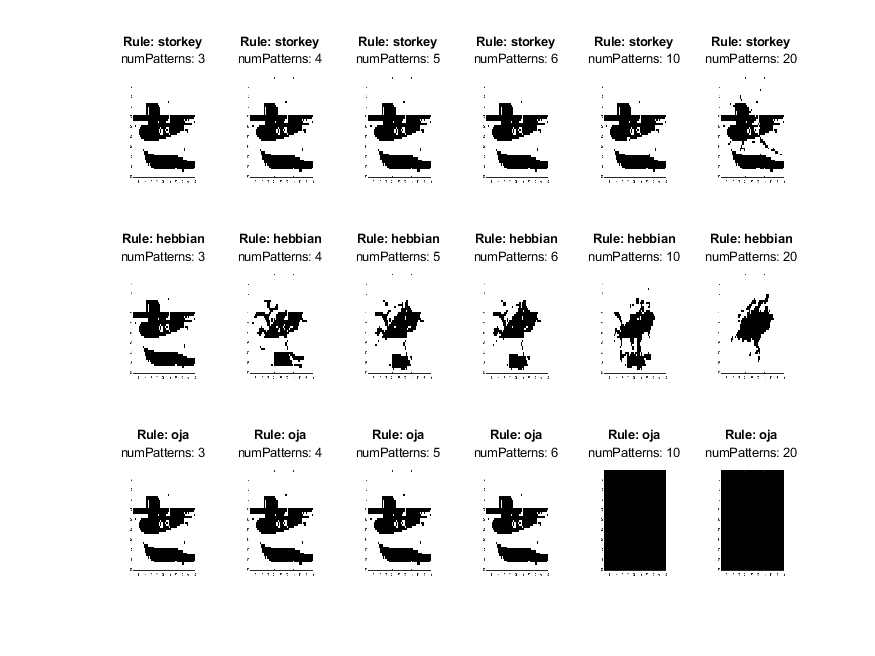 Rule: storkey Rule: storkey Rule: storkey Rule: storkey Rule: storkey Rule: storkey
numPatterns: 3 numPatterns: 4 numPatterns: 5 numPatterns: 6 numPatterns: 10 numPatterns: 20
Rule: hebbian Rule: hebbian Rule: hebbian Rule: hebbian Rule: hebbian Rule: hebbian
numPatterns: 3 numPatterns: 4 numPatterns: 5 numPatterns: 6 numPatterns: 10 numPatterns: 20
Rule: oja Rule: oja Rule: oja Rule: oja Rule: oja Rule: oja
numPatterns: 3 numPatterns: 4 numPatterns: 5 numPatterns: 6 numPatterns: 10 numPatterns: 20